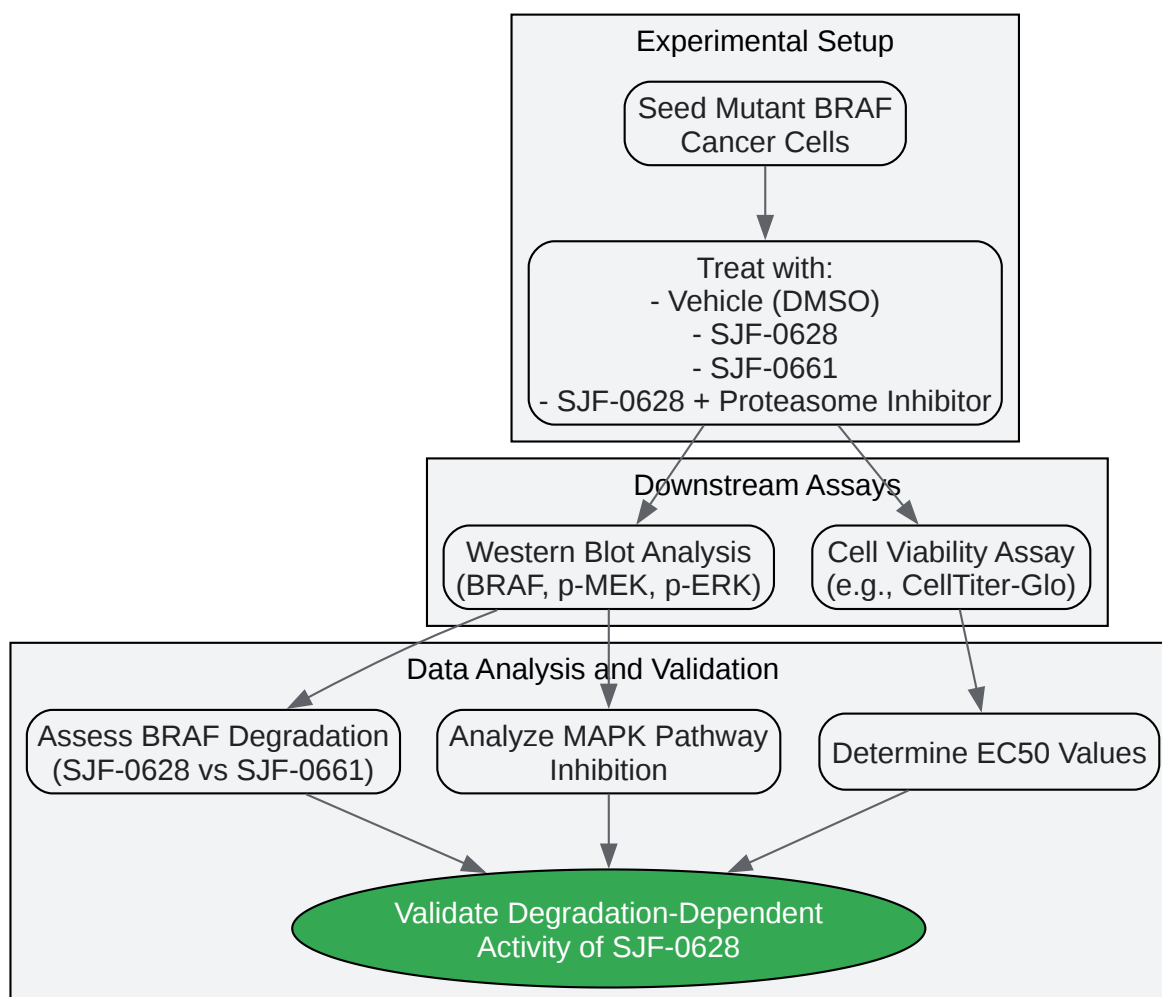 Experimental Setup
Seed Mutant BRAF
Cancer Cells
Treat with:
- Vehicle (DMSO)
- SJF-0628
- SJF-0661
- SJF-0628 + Proteasome Inhibitor
Downstream Assays
Western Blot Analysis
(BRAF, p-MEK, p-ERK)
Cell Viability Assay
(e.g., CellTiter-Glo)
Data Analysis and Validation
Assess BRAF Degradation
(SJF-0628 vs SJF-0661)
Analyze MAPK Pathway
Inhibition
Determine EC50 Values
Validate Degradation-Dependent
Activity of SJF-0628